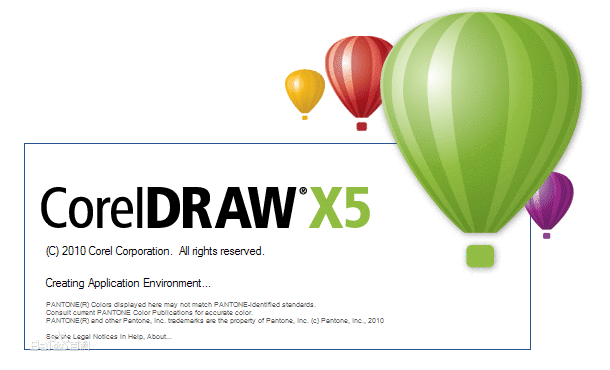 CorelDRAW®X5
(C) 2010 Corel Corporation.  All rights reserved.
Creating Application Environment...
PANTONE(R) Colors displayed here may not match PANTONE-identified standards.
Consult current PANTONE Color Publications for accurate color.
PANTONE(R) and other Pantone, Inc. trademarks are the property of Pantone, Inc. (c) Pantone, Inc., 2010
See the Legal Notices in Help, About...